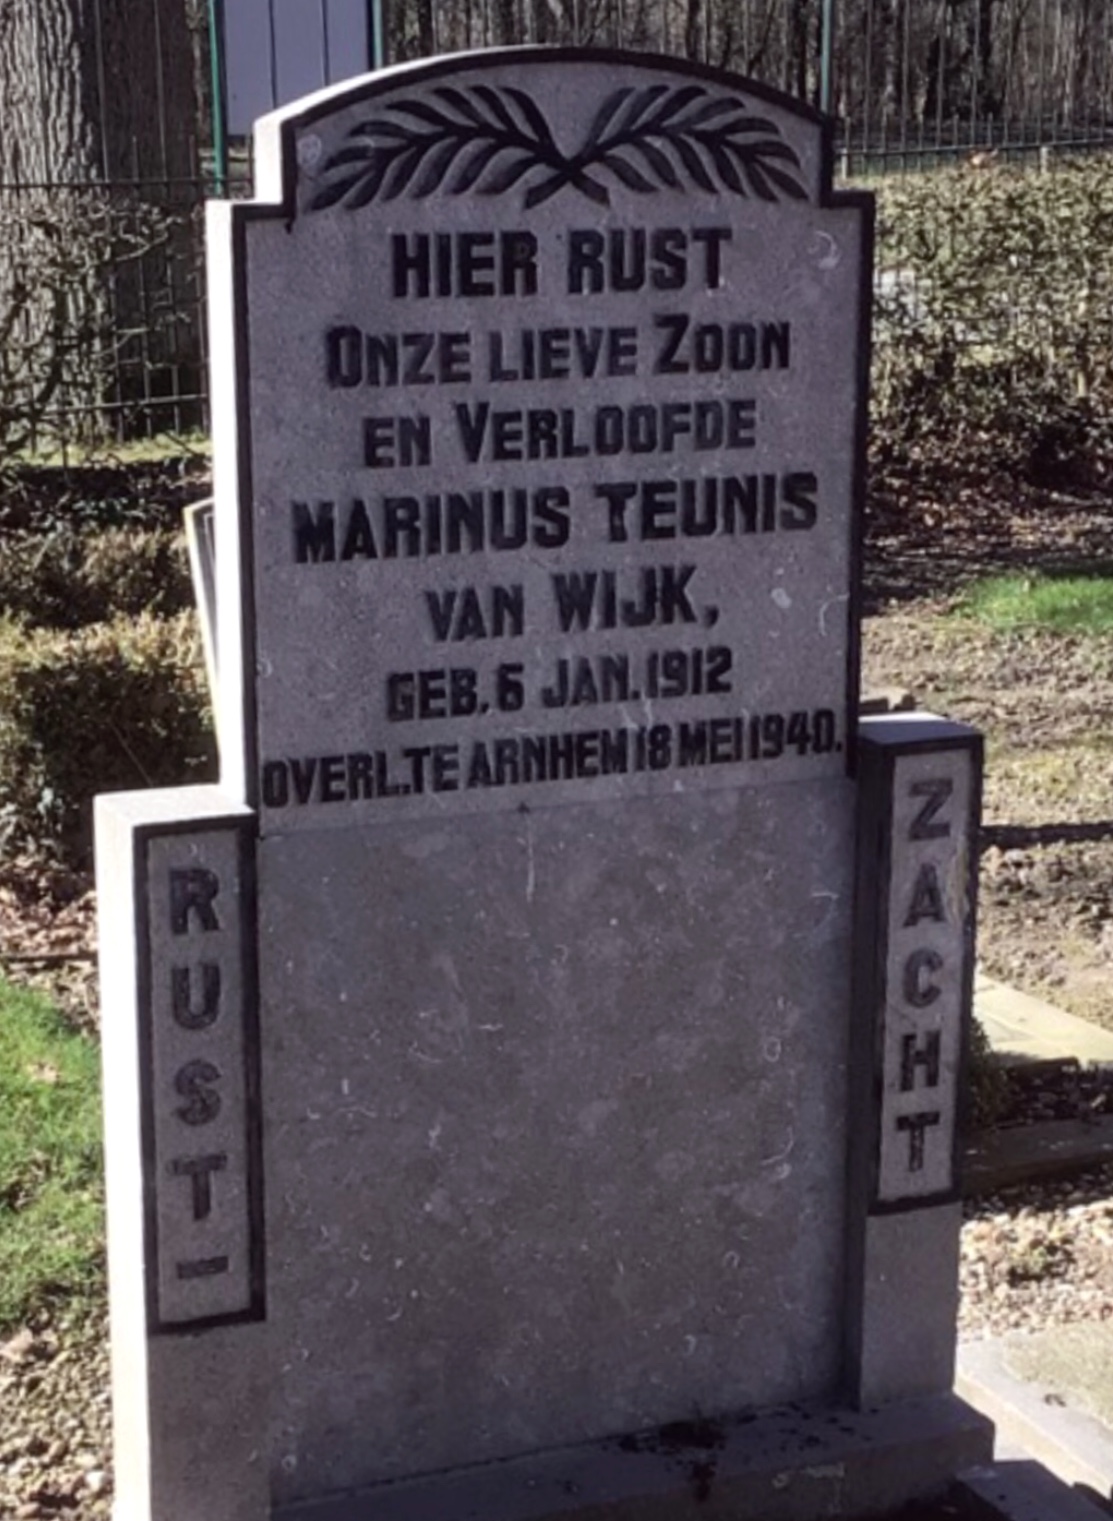 HIER RUST
ONZE LIEVE ZOON
EN VERLOOFDE
MARINUS TEUNIS
VAN WIJK,
GEB. 6 JAN. 1912
OVERL. TE ARNHEM 18 MEI 1940.
RUST-
ZACHT